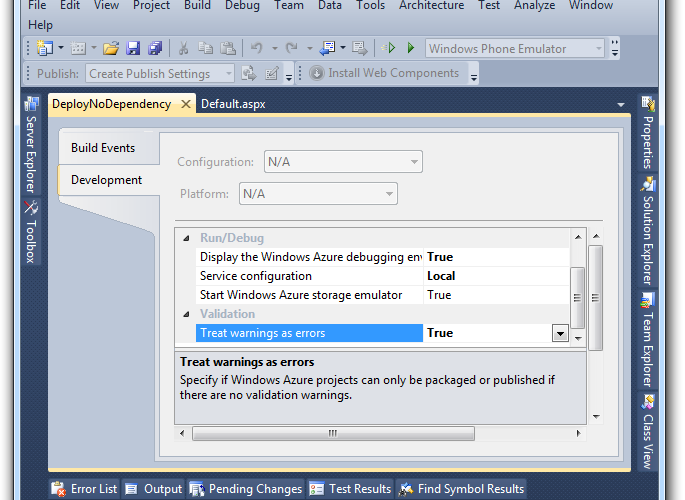 File Edit View Project Build Debug Team Data Tools Architecture Test Analyze Window
Help
Windows Phone Emulator
Publish: Create Publish Settings Install Web Components
DeployNoDependency Default.aspx
Server Explorer
Toolbox
Build Events
Development
Configuration: N/A
Platform: N/A
Run/Debug
Display the Windows Azure debugging en True
Service configuration Local
Start Windows Azure storage emulator True
Validation
Treat warnings as errors True
Treat warnings as errors
Specify if Windows Azure projects can only be packaged or published if
there are no validation warnings.
Properties
Solution Explorer
Team Explorer
Class View
Error List Output Pending Changes Test Results Find Symbol Results